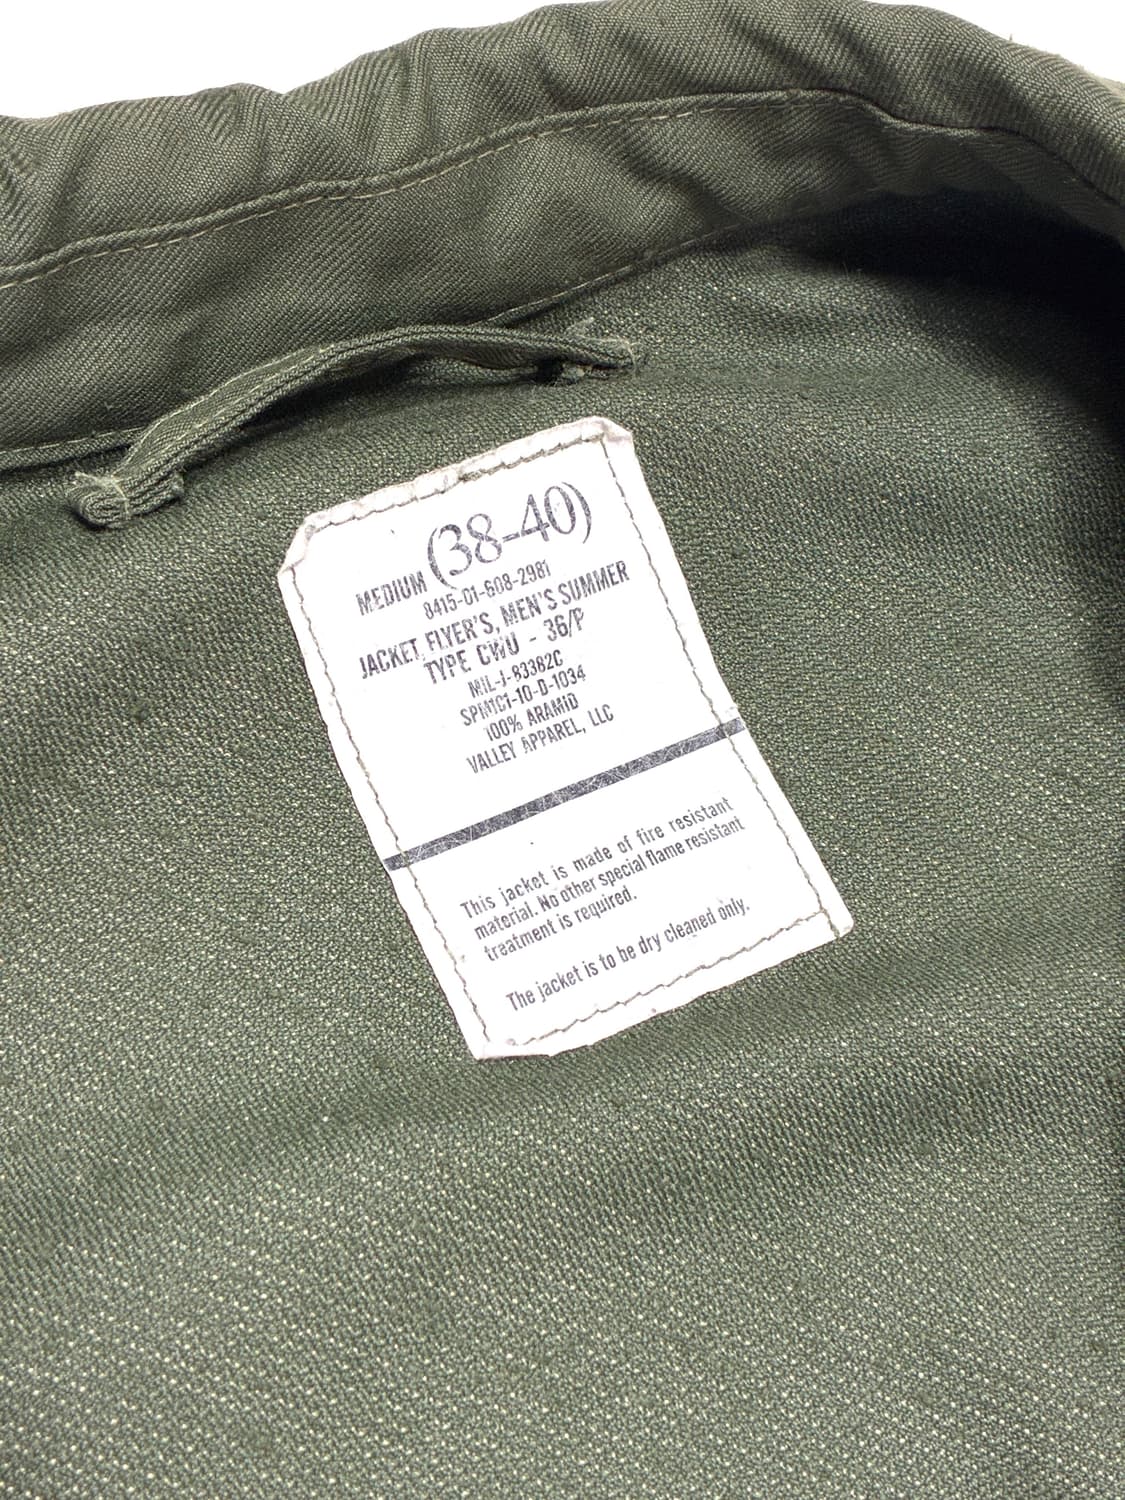 MEDIUM (38-40)
8415-01-608-2981
JACKET, FLYER'S, MEN'S SUMMER
TYPE CWU - 36/P
MIL-J-83382C
SPM1C1-10-D-1034
100% ARAMID
VALLEY APPAREL, LLC
This jacket is made of fire resistant
material. No other special flame resistant
treatment is required.
The jacket is to be dry cleaned only.